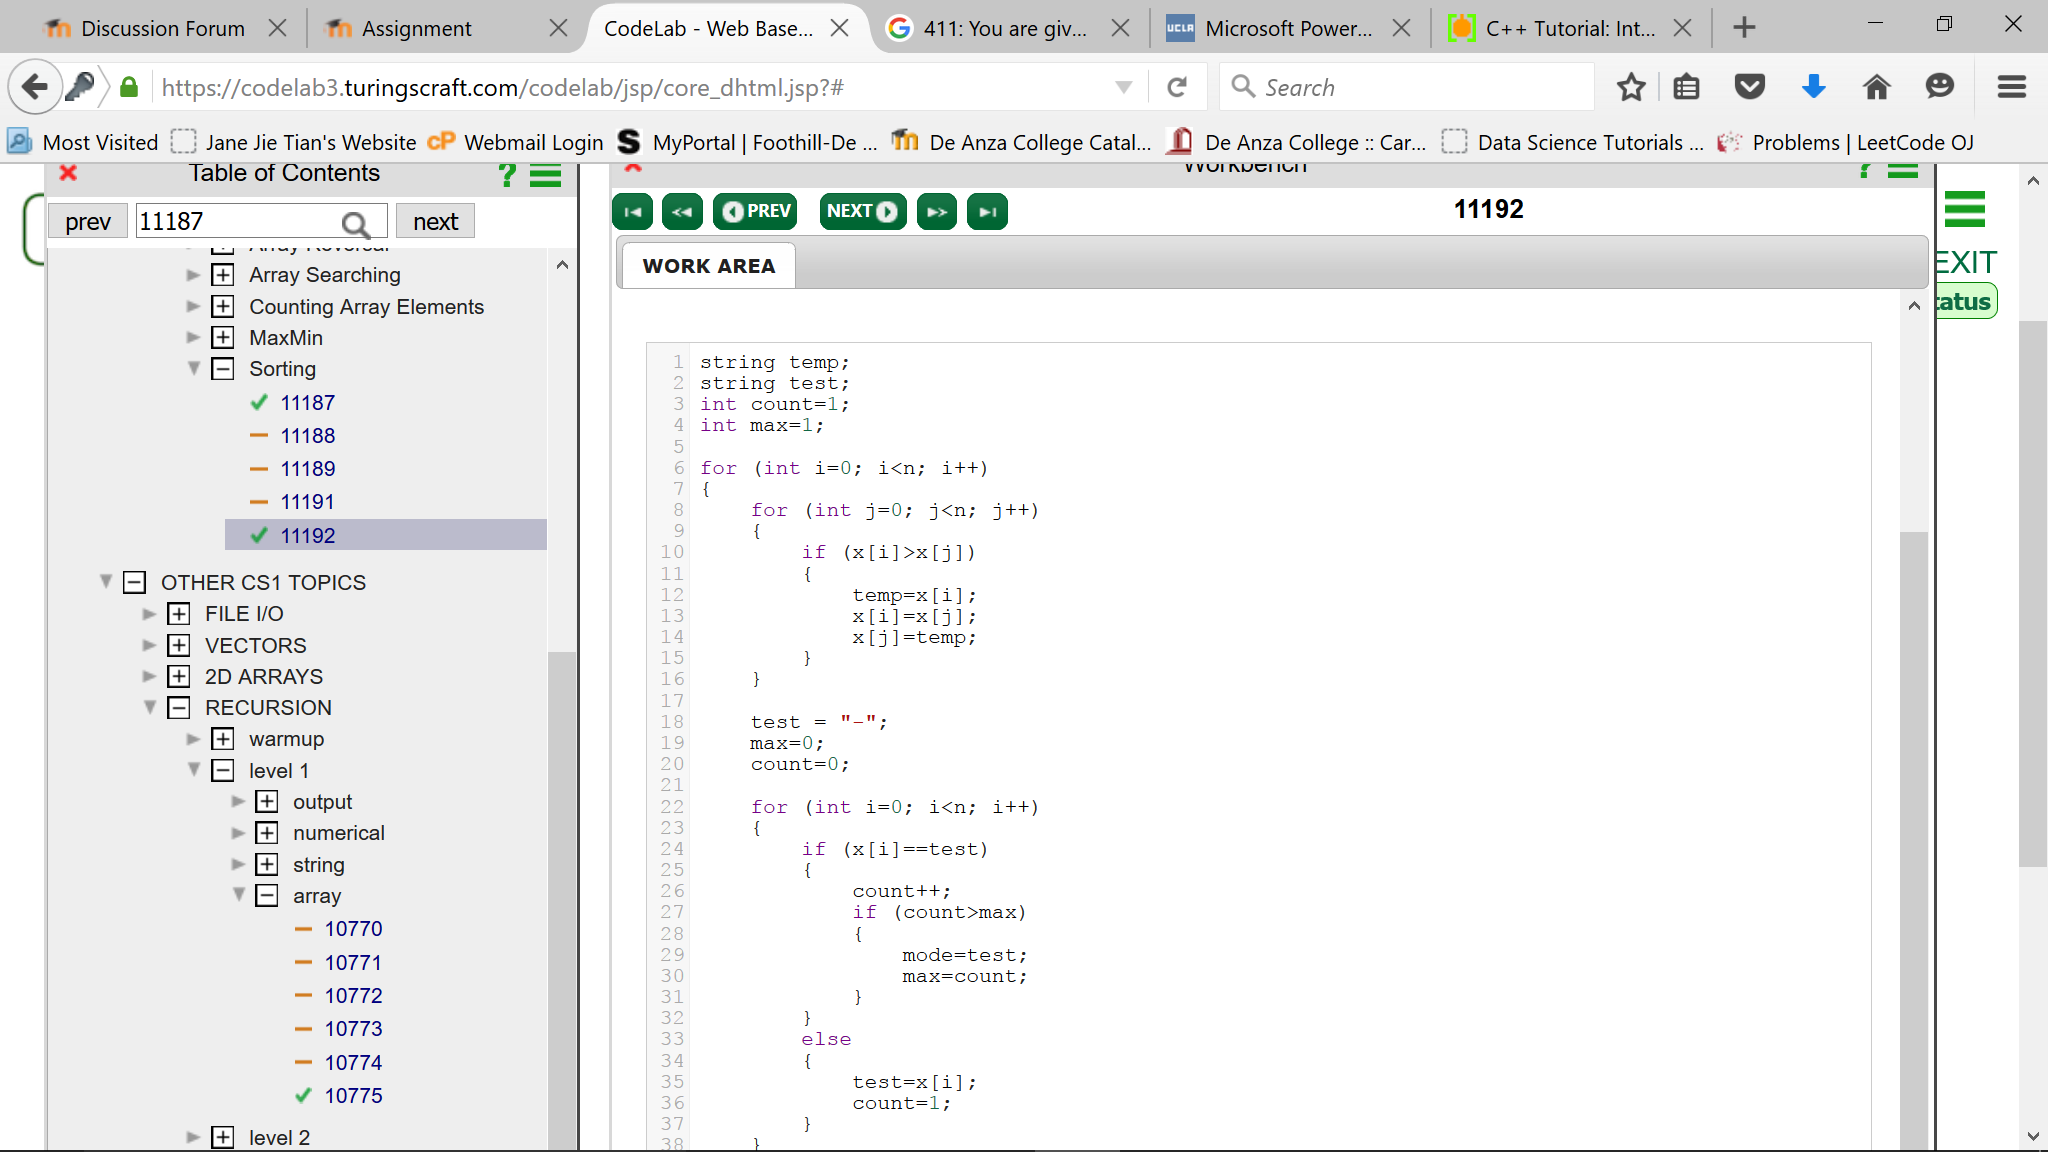 Discussion Forum
Assignment
CodeLab - Web Base...
411: You are giv...
UCLA
Microsoft Power...
C++ Tutorial: Int...
https://codelab3.turingscraft.com/codelab/jsp/core_dhtml.jsp?#
Search
Most Visited
Jane Jie Tian's Website
cP
Webmail Login
S
MyPortal | Foothill-De ...
De Anza College Catal...
De Anza College :: Car...
Data Science Tutorials ...
Problems | LeetCode OJ
Table of Contents
?
prev
11187
next
Array Reversal
Array Searching
Counting Array Elements
MaxMin
Sorting
11187
11188
11189
11191
11192
OTHER CS1 TOPICS
FILE I/O
VECTORS
2D ARRAYS
RECURSION
warmup
level 1
output
numerical
string
array
10770
10771
10772
10773
10774
10775
level 2
Workbench
?
PREV
NEXT
11192
WORK AREA
EXIT
tatus
1 string temp;
2 string test;
3 int count=1;
4 int max=1;
5
6 for (int i=0; i<n; i++)
7 {
8     for (int j=0; j<n; j++)
9     {
10         if (x[i]>x[j])
11         {
12             temp=x[i];
13             x[i]=x[j];
14             x[j]=temp;
15         }
16     }
17
18     test = "-";
19     max=0;
20     count=0;
21
22     for (int i=0; i<n; i++)
23     {
24         if (x[i]==test)
25         {
26             count++;
27             if (count>max)
28             {
29                 mode=test;
30                 max=count;
31             }
32         }
33         else
34         {
35             test=x[i];
36             count=1;
37         }
38     }